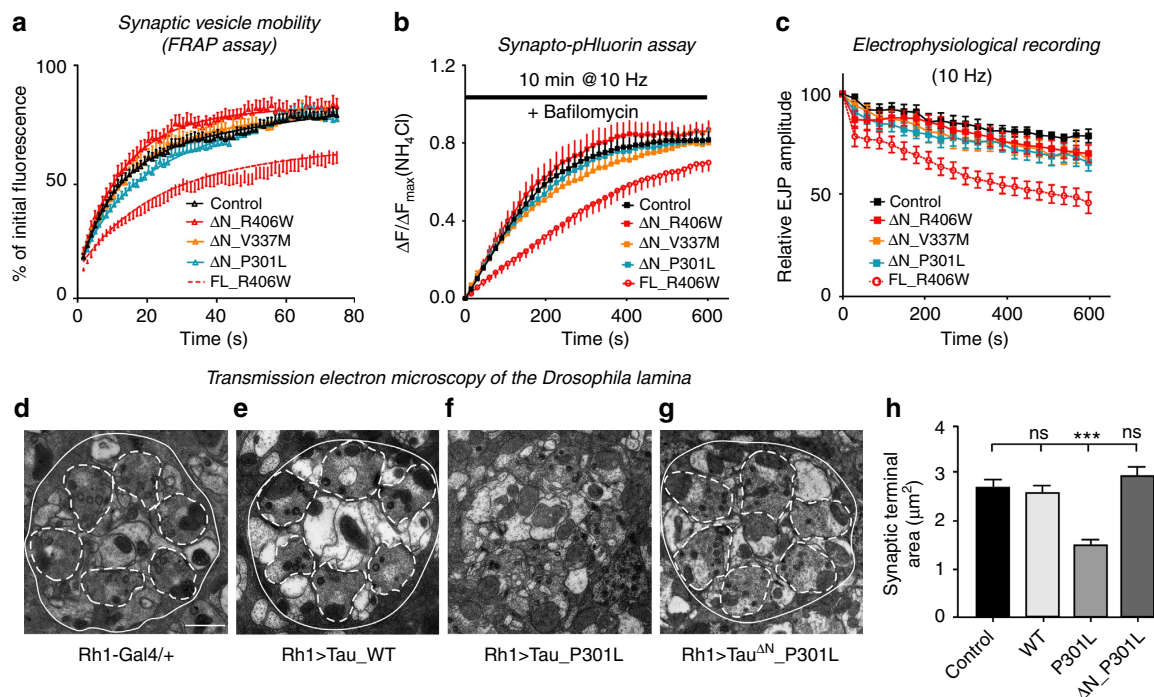 a
Synaptic vesicle mobility
(FRAP assay)
% of initial fluorescence
100
50
0
0 20 40 60 80
Time (s)
Control
ΔN_R406W
ΔN_V337M
ΔN_P301L
FL_R406W
b
Synapto-pHluorin assay
ΔF/ΔFmax(NH4Cl)
1.2
0.8
0.4
0.0
10 min @10 Hz
+ Bafilomycin
Control
ΔN_R406W
ΔN_V337M
ΔN_P301L
FL_R406W
0 200 400 600
Time (s)
c
Electrophysiological recording
(10 Hz)
Relative EJP amplitude
100
50
0
Control
ΔN_R406W
ΔN_V337M
ΔN_P301L
FL_R406W
0 200 400 600
Time (s)
Transmission electron microscopy of the Drosophila lamina
d
Rh1-Gal4/+
e
Rh1>Tau_WT
f
Rh1>Tau_P301L
g
Rh1>TauΔN_P301L
h
Synaptic terminal
area (μm2)
4
3
2
1
0
ns *** ns
Control
WT
P301L
ΔN_P301L